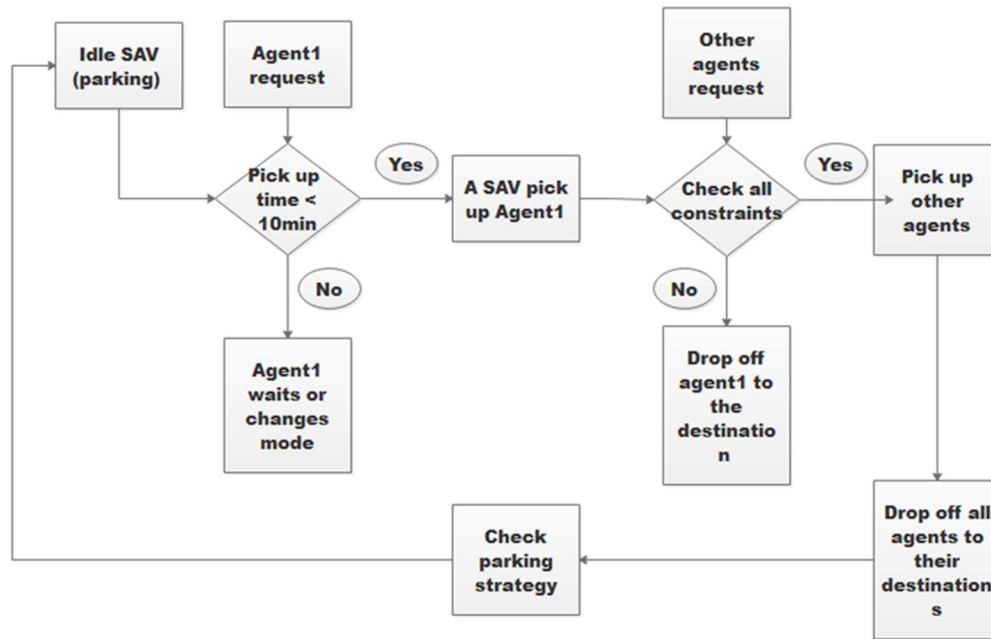 Idle SAV
(parking)
Agent1
request
Other
agents
request
Pick up
time <
10min
Yes
A SAV pick
up Agent1
Check all
constraints
Yes
Pick up
other
agents
No
No
Agent1
waits or
changes
mode
Drop off
agent1 to
the
destinatio
n
Check
parking
strategy
Drop off all
agents to
their
destination
s